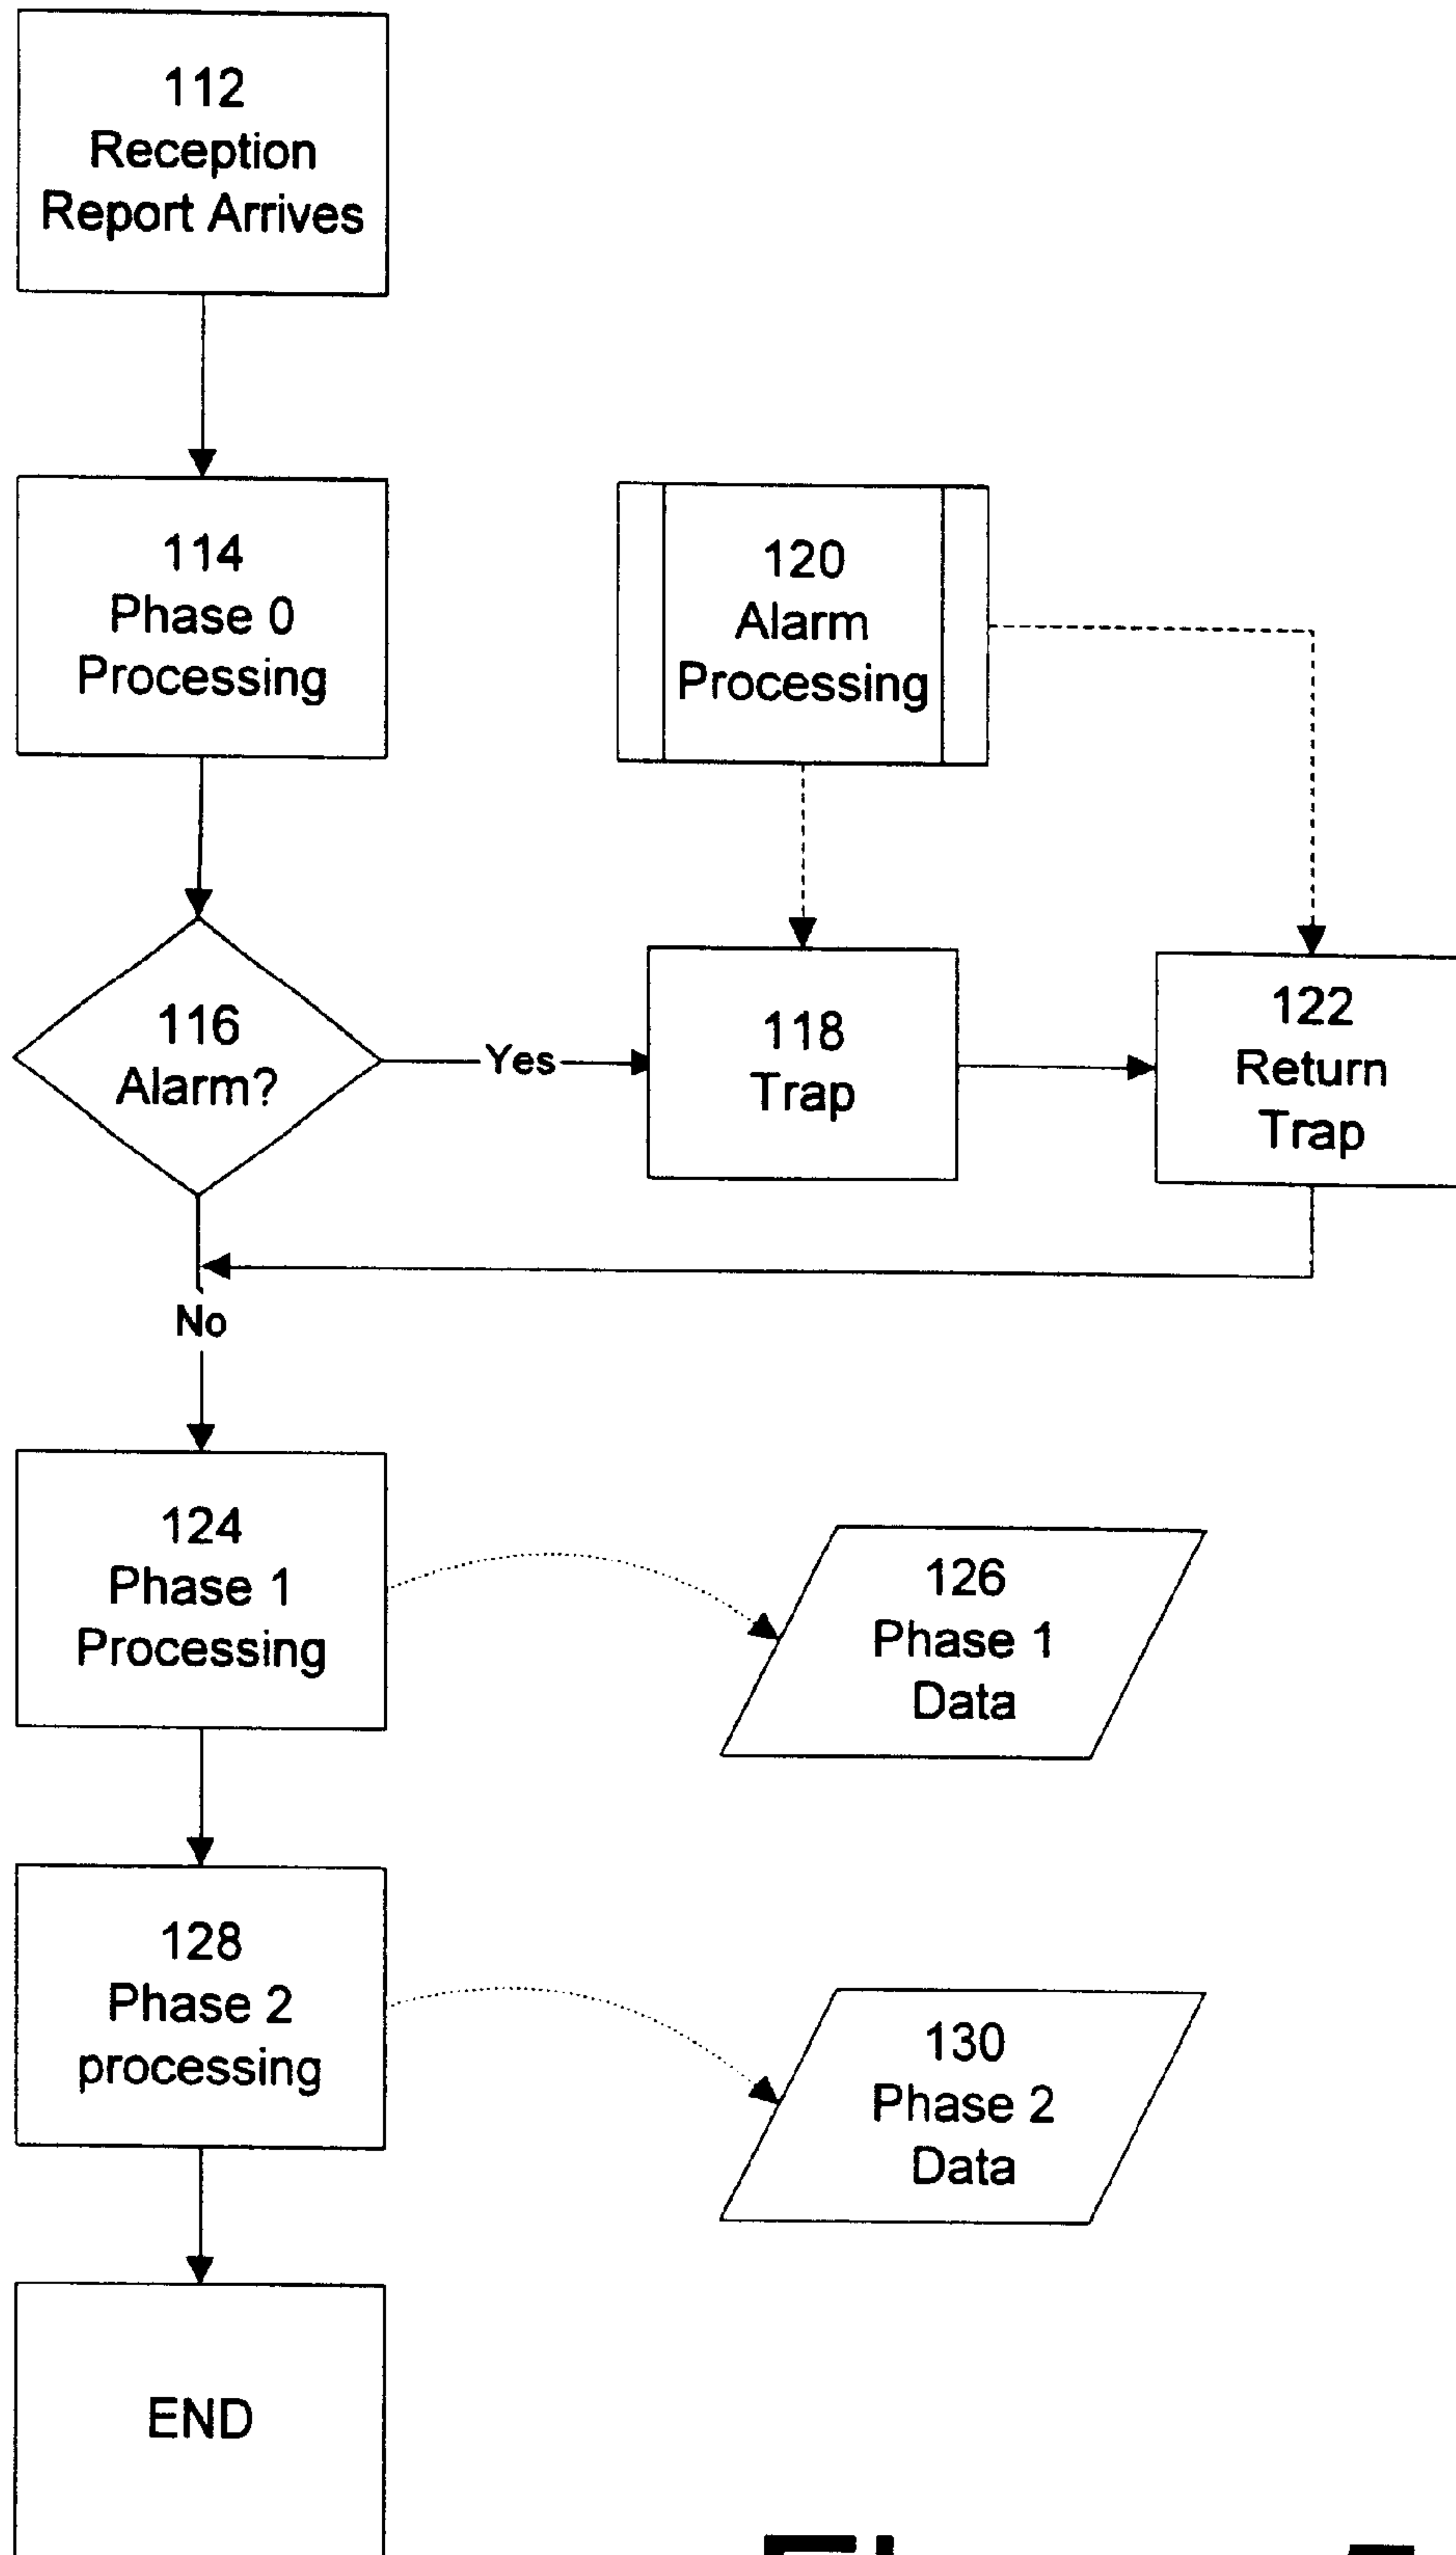 112
Reception
Report Arrives
114
Phase 0
Processing
120
Alarm
Processing
116
Alarm?
Yes
118
Trap
122
Return
Trap
No
124
Phase 1
Processing
126
Phase 1
Data
128
Phase 2
processing
130
Phase 2
Data
END